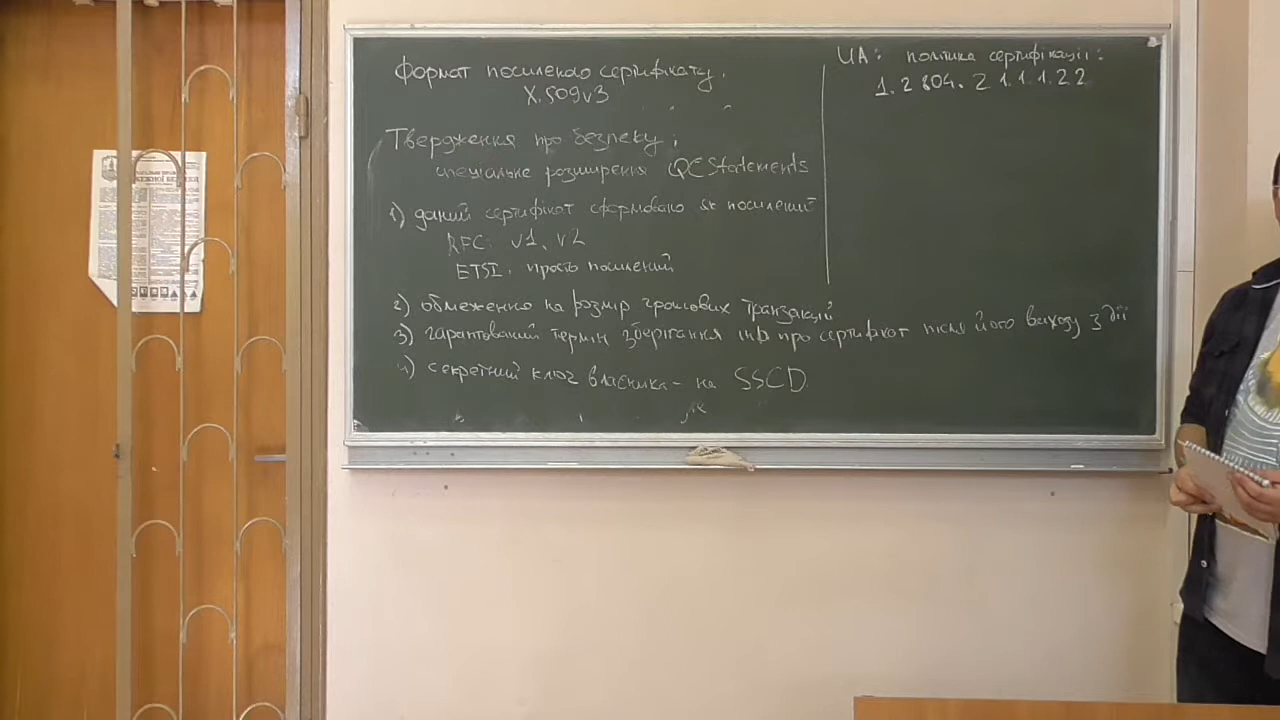 Формат посиленого сертифікату.
X.509v3
Твердження про безпеку:
спеціальне розширення QCStatements
1) даний сертифікат сформовано як посилений
RFC: v1, v2
ETSI: просто посилений
2) обмеження на розмір грошових транзакцій
3) гарантований термін зберігання інф про сертифікат після його виходу з дії
4) секретний ключ власника - на SSCD.
UA: політика сертифікації:
1.2 804. 2 1.1.1.2 2